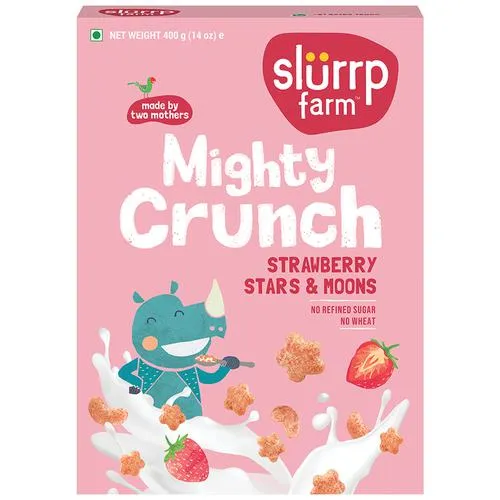 NET WEIGHT 400 g (14 oz) e
slürrp
farm™
made by
two mothers
Mighty
Crunch
STRAWBERRY
STARS & MOONS
NO REFINED SUGAR
NO WHEAT